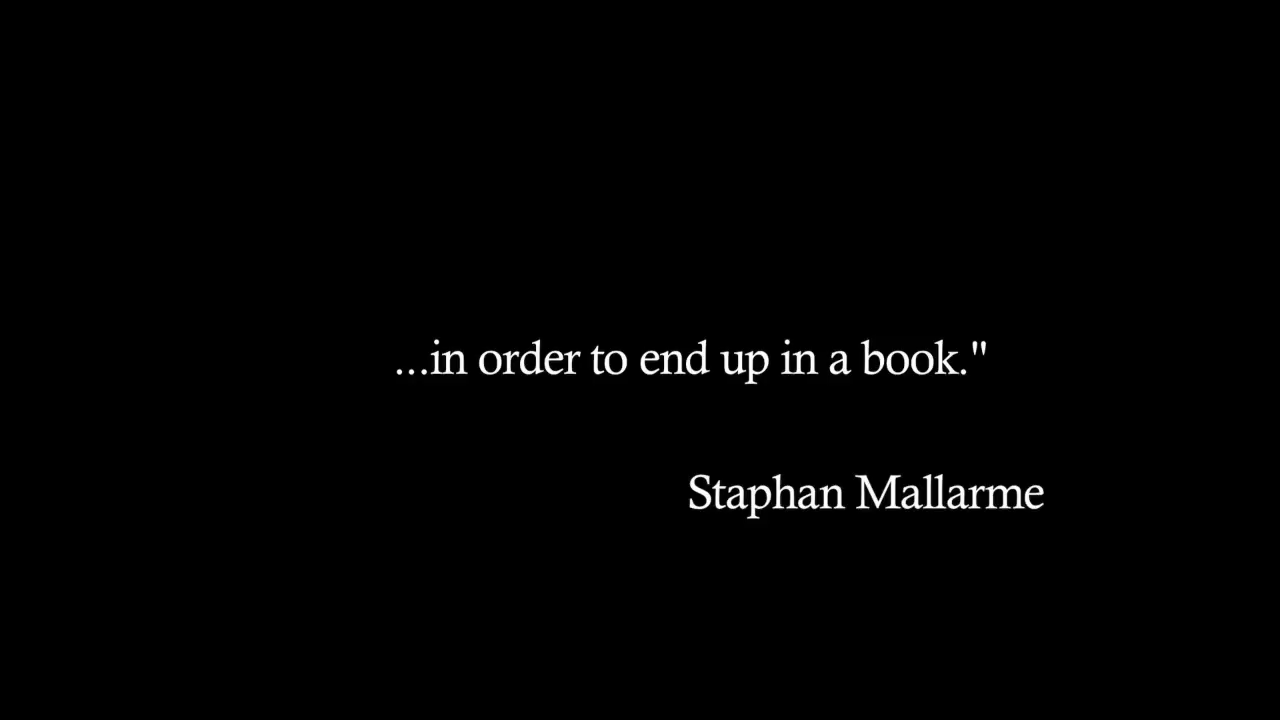 ...in order to end up in a book."
Staphan Mallarme